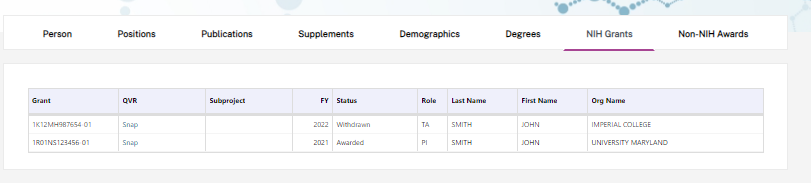 Person Positions Publications Supplements Demographics Degrees NIH Grants Non-NIH Awards
Grant QVR Subproject FY Status Role Last Name First Name Org Name
1K12MH987654-01 Snap 2022 Withdrawn TA SMITH JOHN IMPERIAL COLLEGE
1R01NS123456-01 Snap 2021 Awarded PI SMITH JOHN UNIVERSITY MARYLAND